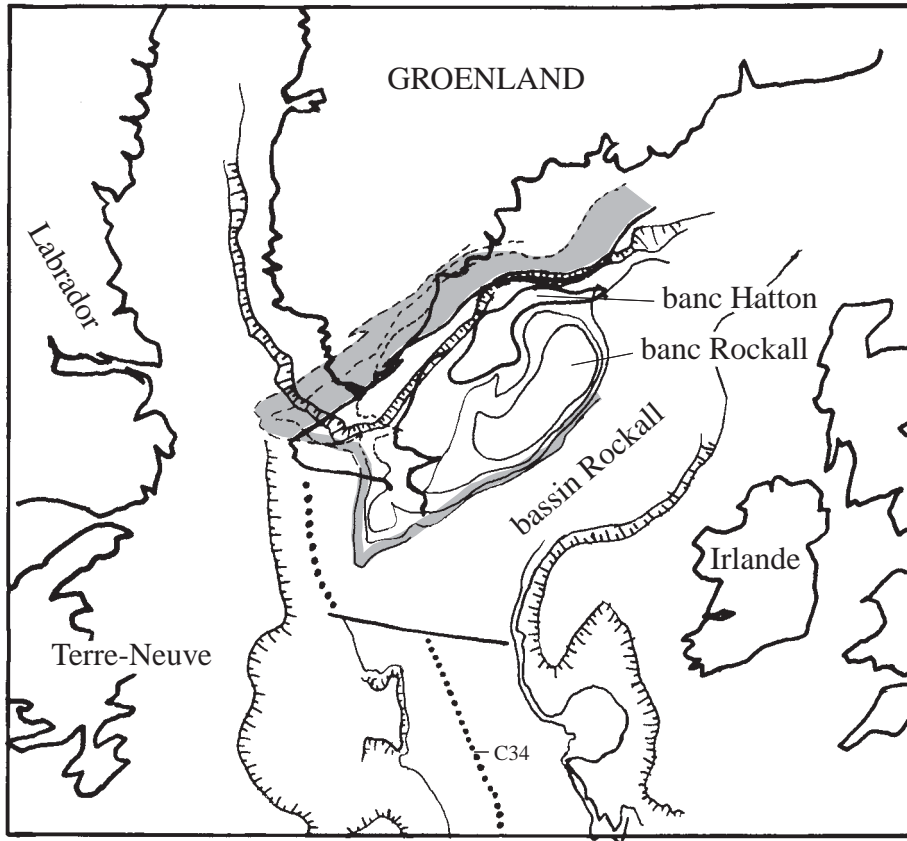 GROENLAND
Labrador
banc Hatton
banc Rockall
bassin Rockall
Irlande
Terre-Neuve
C34